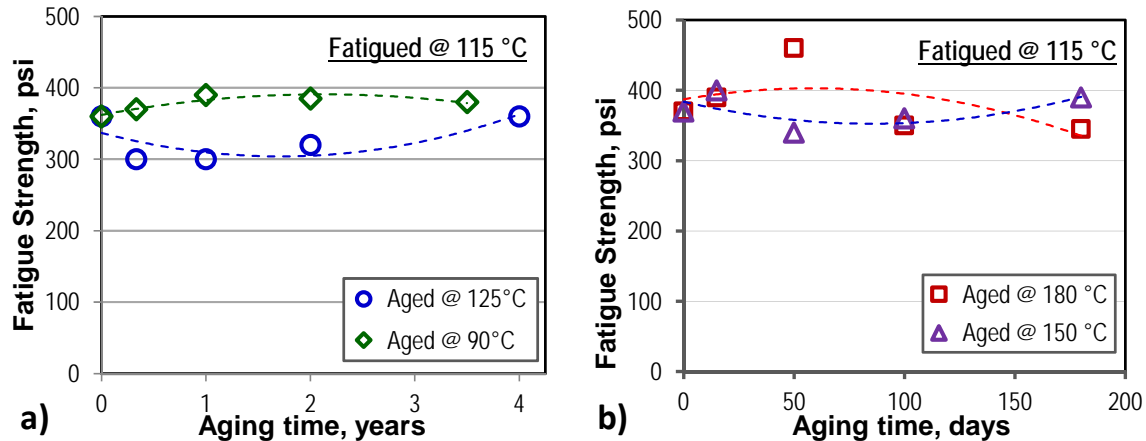 500
400
300
200
100
0
Fatigue Strength, psi
Fatigued @ 115 °C
Aged @ 125°C
Aged @ 90°C
0 1 2 3 4
a)
Aging time, years
500
400
300
200
100
0
Fatigue Strength, psi
Fatigued @ 115 °C
Aged @ 180 °C
Aged @ 150 °C
0 50 100 150 200
b)
Aging time, days